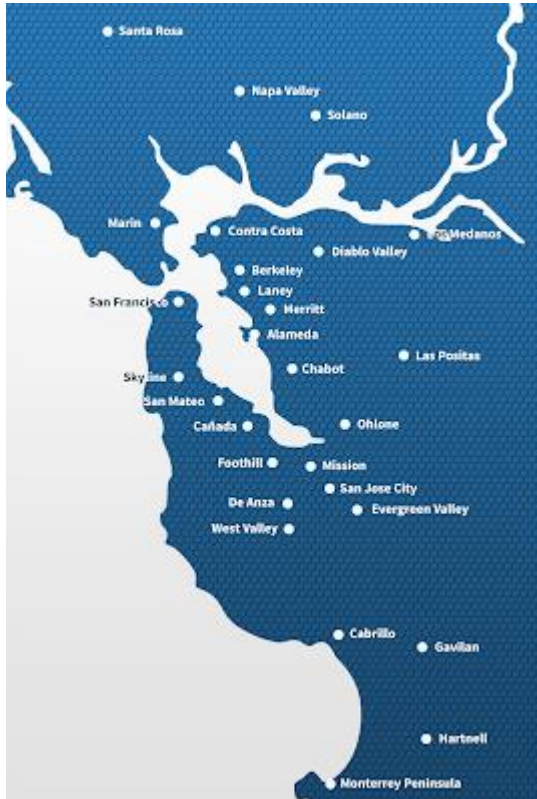 Santa Rosa
Napa Valley
Solano
Marin
Contra Costa
Los Medanos
Diablo Valley
Berkeley
Laney
San Francisco
Merritt
Alameda
Las Positas
Chabot
Skyline
San Mateo
Cañada
Ohlone
Foothill
Mission
San Jose City
De Anza
Evergreen Valley
West Valley
Cabrillo
Gavilan
Hartnell
Monterrey Peninsula